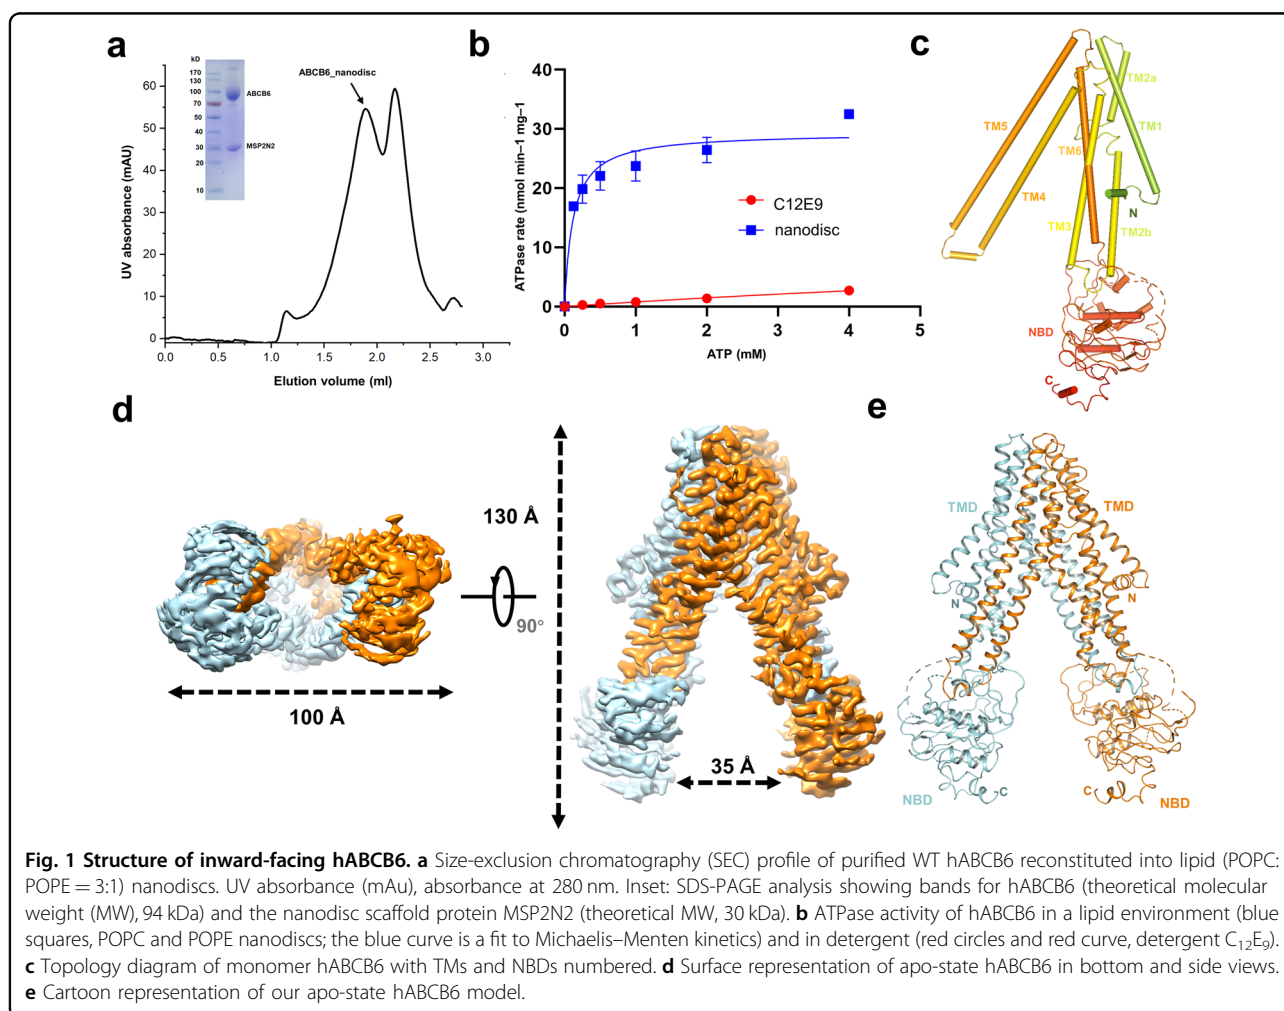 a
kD
170
130
100
70
50
40
30
20
10
ABCB6
MSP2N2
ABCB6_nanodisc
UV absorbance (mAU)
60
50
40
30
20
10
0
0.0 0.5 1.0 1.5 2.0 2.5 3.0
Elution volume (ml)
b
ATPase rate (nmol min–1 mg–1)
40
30
20
10
0
C12E9
nanodisc
0 1 2 3 4 5
ATP (mM)
c
TM2a
TM5
TM1
TM6
TM4
N
TM3
TM2b
NBD
C
d
130 Å
90°
100 Å
35 Å
e
TMD
TMD
N
N
NBD
C
C
NBD
Fig. 1 Structure of inward-facing hABCB6. a Size-exclusion chromatography (SEC) profile of purified WT hABCB6 reconstituted into lipid (POPC:
POPE = 3:1) nanodiscs. UV absorbance (mAu), absorbance at 280 nm. Inset: SDS-PAGE analysis showing bands for hABCB6 (theoretical molecular
weight (MW), 94 kDa) and the nanodisc scaffold protein MSP2N2 (theoretical MW, 30 kDa). b ATPase activity of hABCB6 in a lipid environment (blue
squares, POPC and POPE nanodiscs; the blue curve is a fit to Michaelis–Menten kinetics) and in detergent (red circles and red curve, detergent C12E9).
c Topology diagram of monomer hABCB6 with TMs and NBDs numbered. d Surface representation of apo-state hABCB6 in bottom and side views.
e Cartoon representation of our apo-state hABCB6 model.